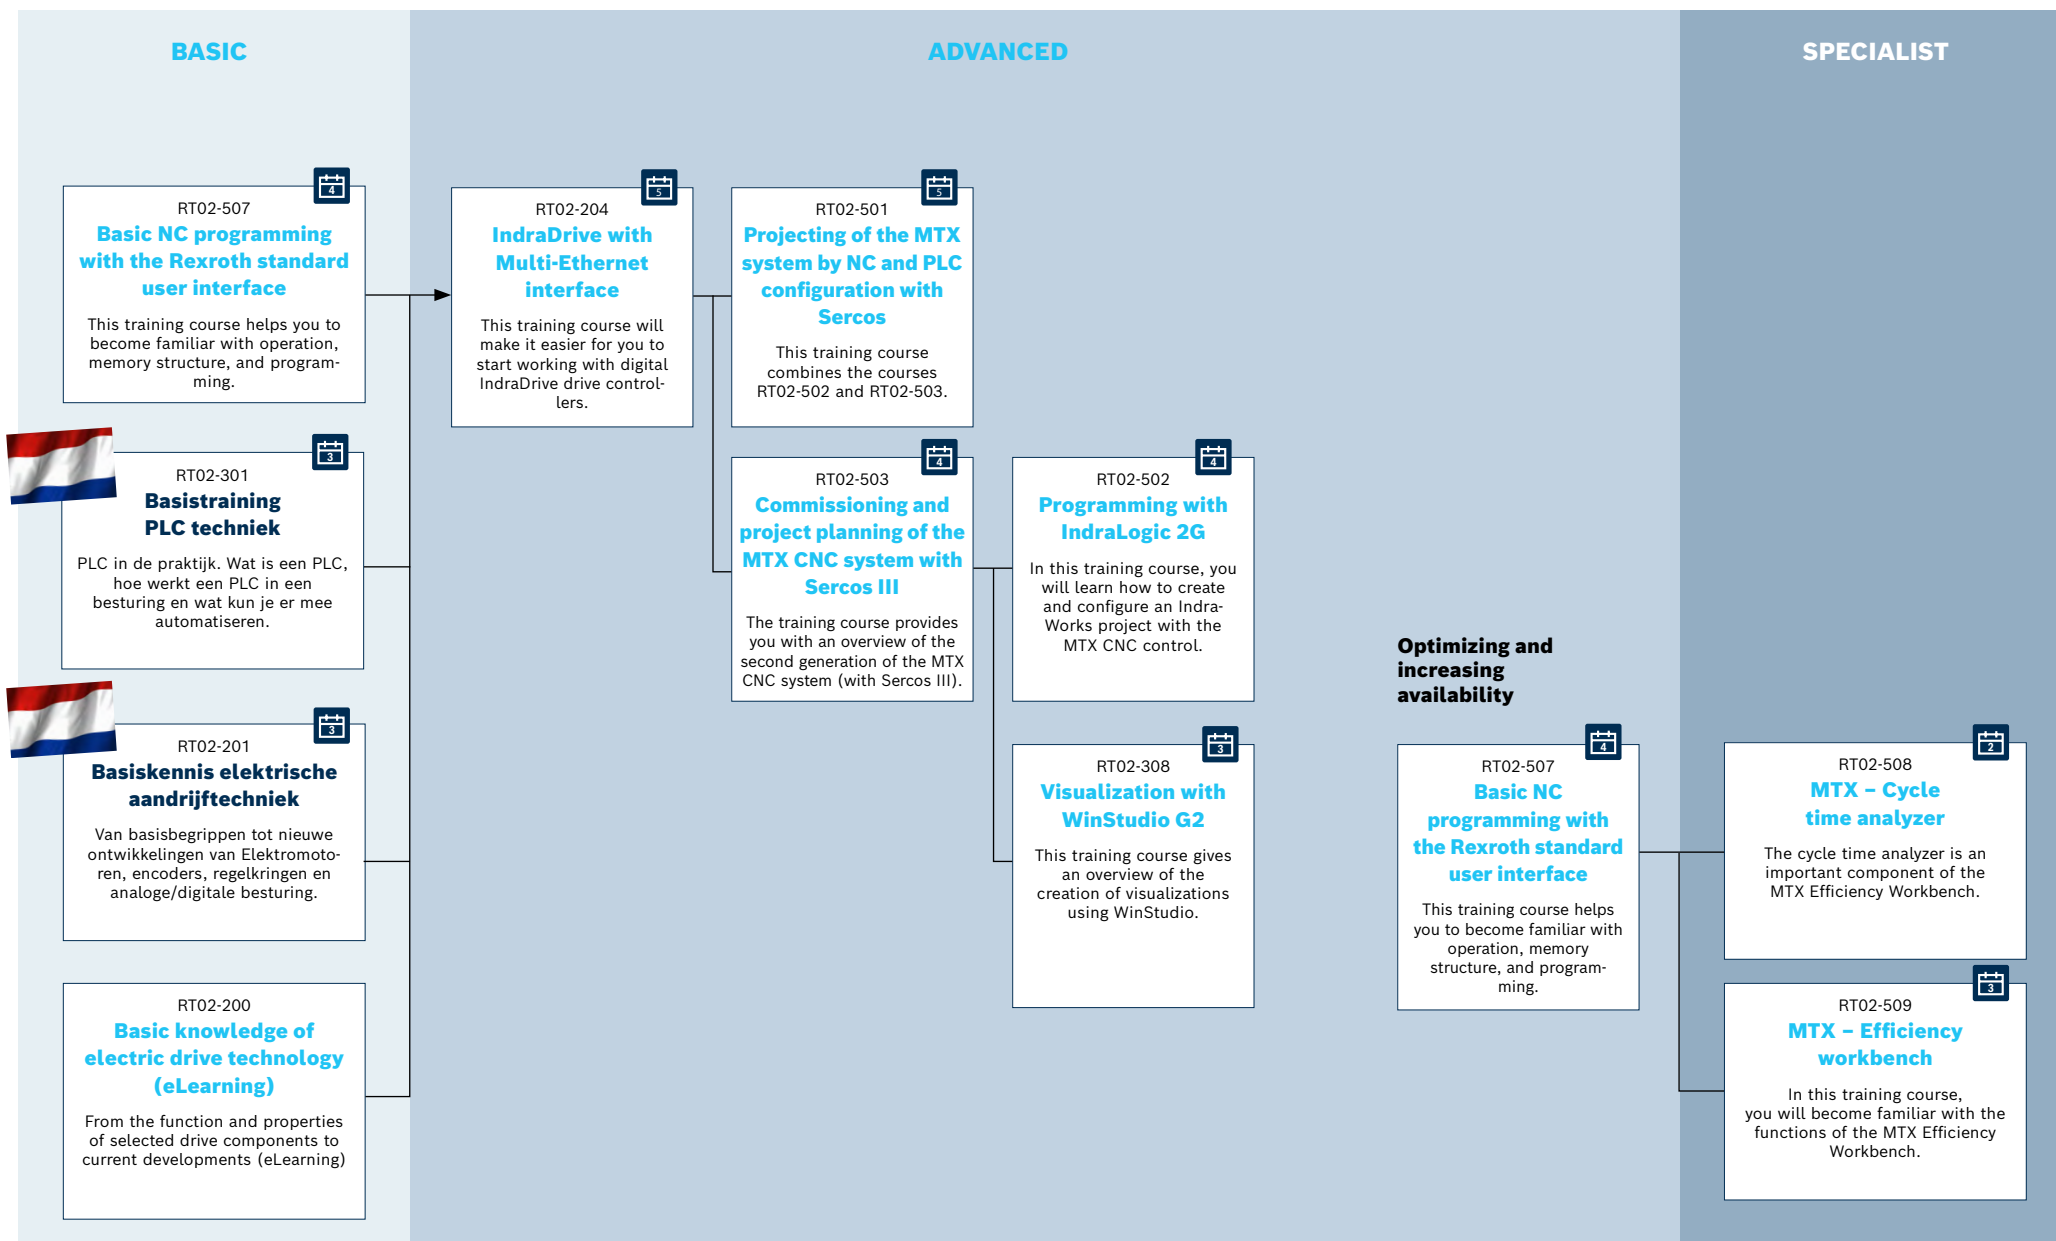 BASIC
ADVANCED
SPECIALIST
4
RT02-507
Basic NC programming
with the Rexroth standard
user interface
This training course helps you to
become familiar with operation,
memory structure, and program-
ming.
3
RT02-301
Basistraining
PLC techniek
PLC in de praktijk. Wat is een PLC,
hoe werkt een PLC in een
besturing en wat kun je er mee
automatiseren.
3
RT02-201
Basiskennis elektrische
aandrijftechniek
Van basisbegrippen tot nieuwe
ontwikkelingen van Elektromoto-
ren, encoders, regelkringen en
analoge/digitale besturing.
RT02-200
Basic knowledge of
electric drive technology
(eLearning)
From the function and properties
of selected drive components to
current developments (eLearning)
5
RT02-204
IndraDrive with
Multi-Ethernet
interface
This training course will
make it easier for you to
start working with digital
IndraDrive drive control-
lers.
5
RT02-501
Projecting of the MTX
system by NC and PLC
configuration with
Sercos
This training course
combines the courses
RT02-502 and RT02-503.
4
RT02-503
Commissioning and
project planning of the
MTX CNC system with
Sercos III
The training course provides
you with an overview of the
second generation of the MTX
CNC system (with Sercos III).
4
RT02-502
Programming with
IndraLogic 2G
In this training course, you
will learn how to create
and configure an Indra-
Works project with the
MTX CNC control.
3
RT02-308
Visualization with
WinStudio G2
This training course gives
an overview of the
creation of visualizations
using WinStudio.
Optimizing and
increasing
availability
4
RT02-507
Basic NC
programming with
the Rexroth standard
user interface
This training course helps
you to become familiar with
operation, memory
structure, and program-
ming.
2
RT02-508
MTX – Cycle
time analyzer
The cycle time analyzer is an
important component of the
MTX Efficiency Workbench.
3
RT02-509
MTX – Efficiency
workbench
In this training course,
you will become familiar with the
functions of the MTX Efficiency
Workbench.